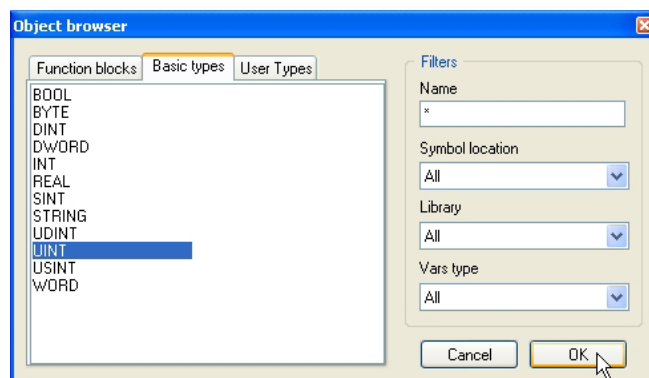 Object browser
Function blocks Basic types User Types
BOOL
BYTE
DINT
DWORD
INT
REAL
SINT
STRING
UDINT
UINT
USINT
WORD
Filters
Name
*
Symbol location
All
Library
All
Vars type
All
Cancel OK